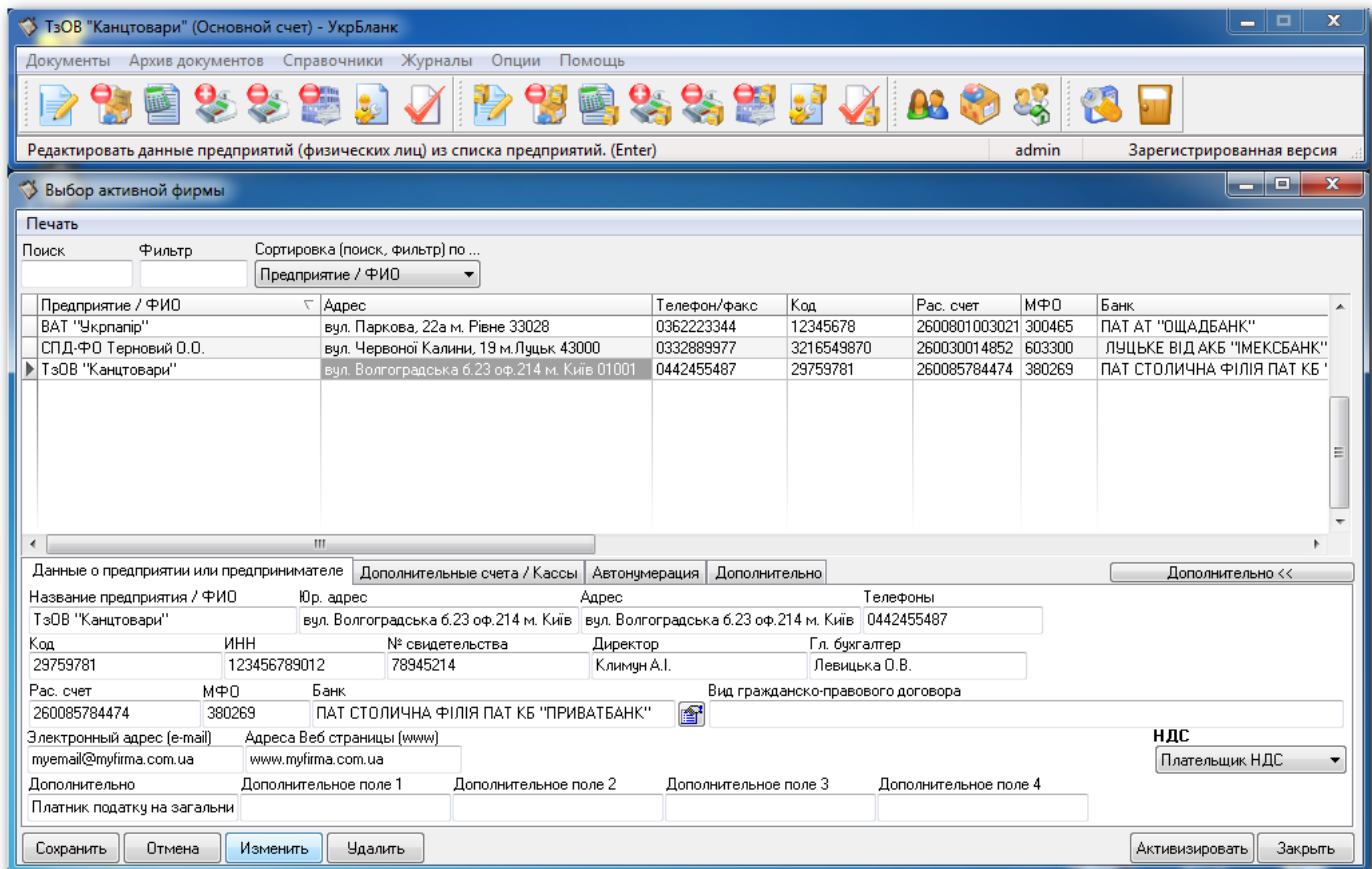 ТзОВ "Канцтовари" (Основной счет) - УкрБланк
Документы Архив документов Справочники Журналы Опции Помощь
Редактировать данные предприятий (физических лиц) из списка предприятий. (Enter) admin Зарегистрированная версия
Выбор активной фирмы
Печать
Поиск Фильтр Сортировка (поиск, фильтр) по ...
Предприятие / ФИО
Предприятие / ФИО Адрес Телефон/факс Код Рас. счет МФО Банк
ВАТ "Укрпапір" вул. Паркова, 22а м. Рівне 33028 0362223344 12345678 2600801003021 300465 ПАТ АТ "ОЩАДБАНК"
СПД-ФО Терновий О.О. вул. Червоної Калини, 19 м.Луцьк 43000 0332889977 3216549870 260030014852 603300 ЛУЦЬКЕ ВІД АКБ "ІМЕКСБАНК"
ТзОВ "Канцтовари" вул. Волгоградська б.23 оф.214 м. Київ 01001 0442455487 29759781 260085784474 380269 ПАТ СТОЛИЧНА ФІЛІЯ ПАТ КБ "
Данные о предприятии или предпринимателе Дополнительные счета / Кассы Автонумерация Дополнительно Дополнительно <<
Название предприятия / ФИО Юр. адрес Адрес Телефоны
ТзОВ "Канцтовари" вул. Волгоградська б.23 оф.214 м. Київ вул. Волгоградська б.23 оф.214 м. Київ 0442455487
Код ИНН № свидетельства Директор Гл. бухгалтер
29759781 123456789012 78945214 Климун А.І. Левицька О.В.
Рас. счет МФО Банк Вид гражданско-правового договора
260085784474 380269 ПАТ СТОЛИЧНА ФІЛІЯ ПАТ КБ "ПРИВАТБАНК"
Электронный адрес (e-mail) Адреса Веб страницы (www) НДС
myemail@myfirma.com.ua www.myfirma.com.ua Плательщик НДС
Дополнительно Дополнительное поле 1 Дополнительное поле 2 Дополнительное поле 3 Дополнительное поле 4
Платник податку на загальни
Сохранить Отмена Изменить Удалить Активизировать Закрыть